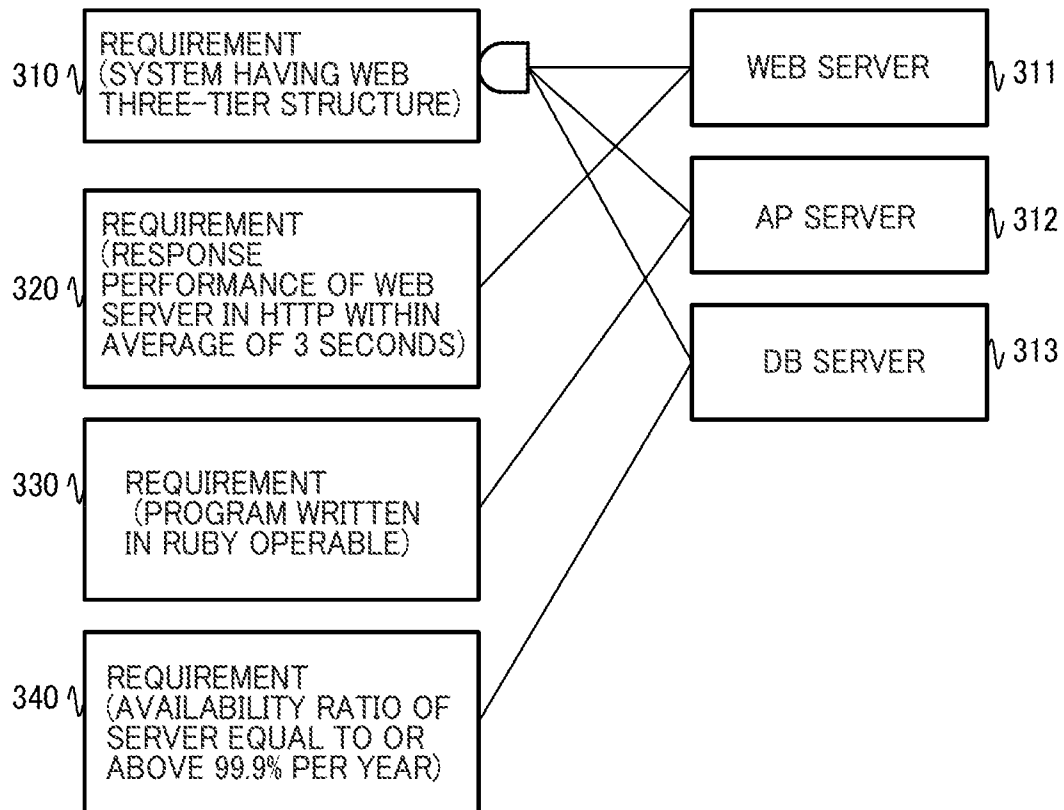 310
REQUIREMENT
(SYSTEM HAVING WEB
THREE-TIER STRUCTURE)
WEB SERVER
311
AP SERVER
312
DB SERVER
313
320
REQUIREMENT
(RESPONSE
PERFORMANCE OF WEB
SERVER IN HTTP WITHIN
AVERAGE OF 3 SECONDS)
330
REQUIREMENT
(PROGRAM WRITTEN
IN RUBY OPERABLE)
340
REQUIREMENT
(AVAILABILITY RATIO OF
SERVER EQUAL TO OR
ABOVE 99.9% PER YEAR)